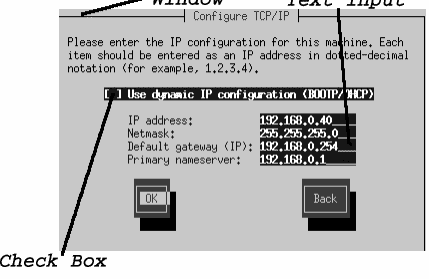 Window Text Input
Configure TCP/IP
Please enter the IP configuration for this machine. Each
item should be entered as an IP address in dotted-decimal
notation (for example, 1.2.3.4).
[ ] Use dynamic IP configuration (BOOTP/DHCP)
IP address: 192.168.0.40
Netmask: 255.255.255.0
Default gateway (IP): 192.168.0.254
Primary nameserver: 192.168.0.1
OK Back
Check Box